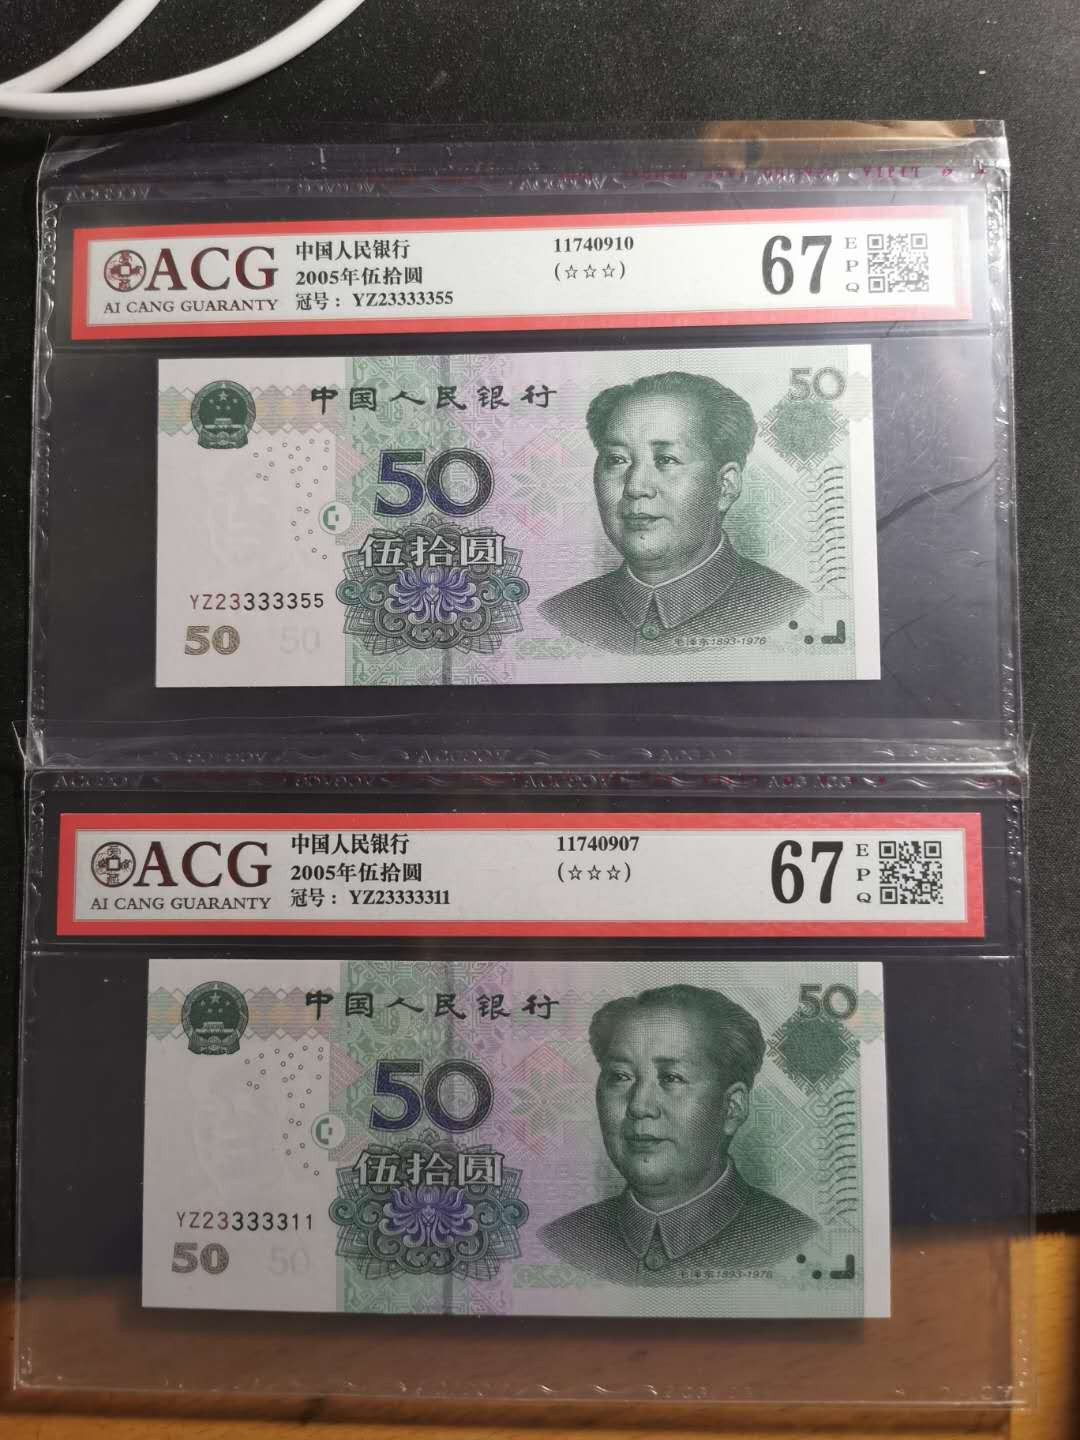 ACG
AI CANG GUARANTY
中国人民银行
2005年伍拾圆
冠号：YZ23333355
11740910
(☆☆☆)
67
E
P
Q
中国人民银行
50
50
伍拾圆
YZ23333355
50
50
毛泽东1893-1976
ACG
AI CANG GUARANTY
中国人民银行
2005年伍拾圆
冠号：YZ23333311
11740907
(☆☆☆)
67
E
P
Q
中国人民银行
50
50
伍拾圆
YZ23333311
50
50
毛泽东1893-1976